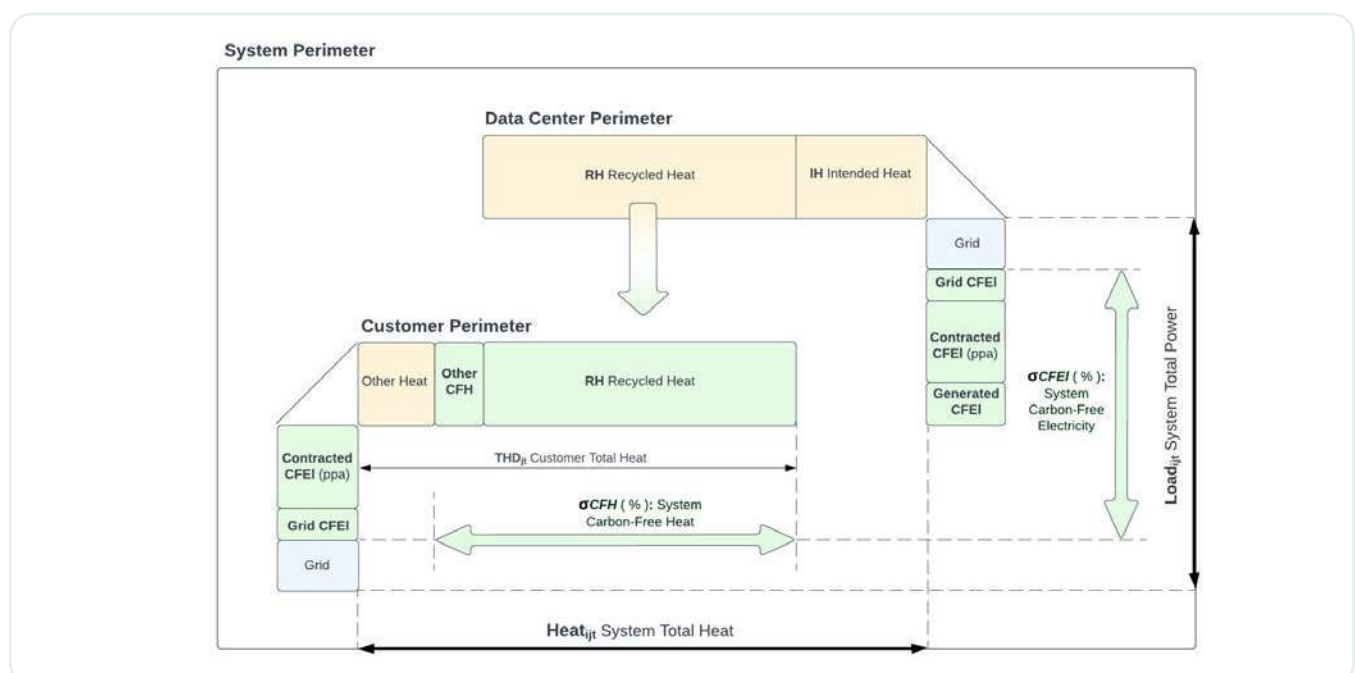 System Perimeter
Data Center Perimeter
RH Recycled Heat
IH Intended Heat
Grid
Grid CFEI
Contracted
CFEI (ppa)
Generated
CFEI
σCFEI ( % ):
System
Carbon-Free
Electricity
Loadijt System Total Power
Customer Perimeter
Other Heat
Other
CFH
RH Recycled Heat
Contracted
CFEI (ppa)
Grid CFEI
Grid
THDjt Customer Total Heat
σCFH ( % ): System
Carbon-Free Heat
Heatijt System Total Heat